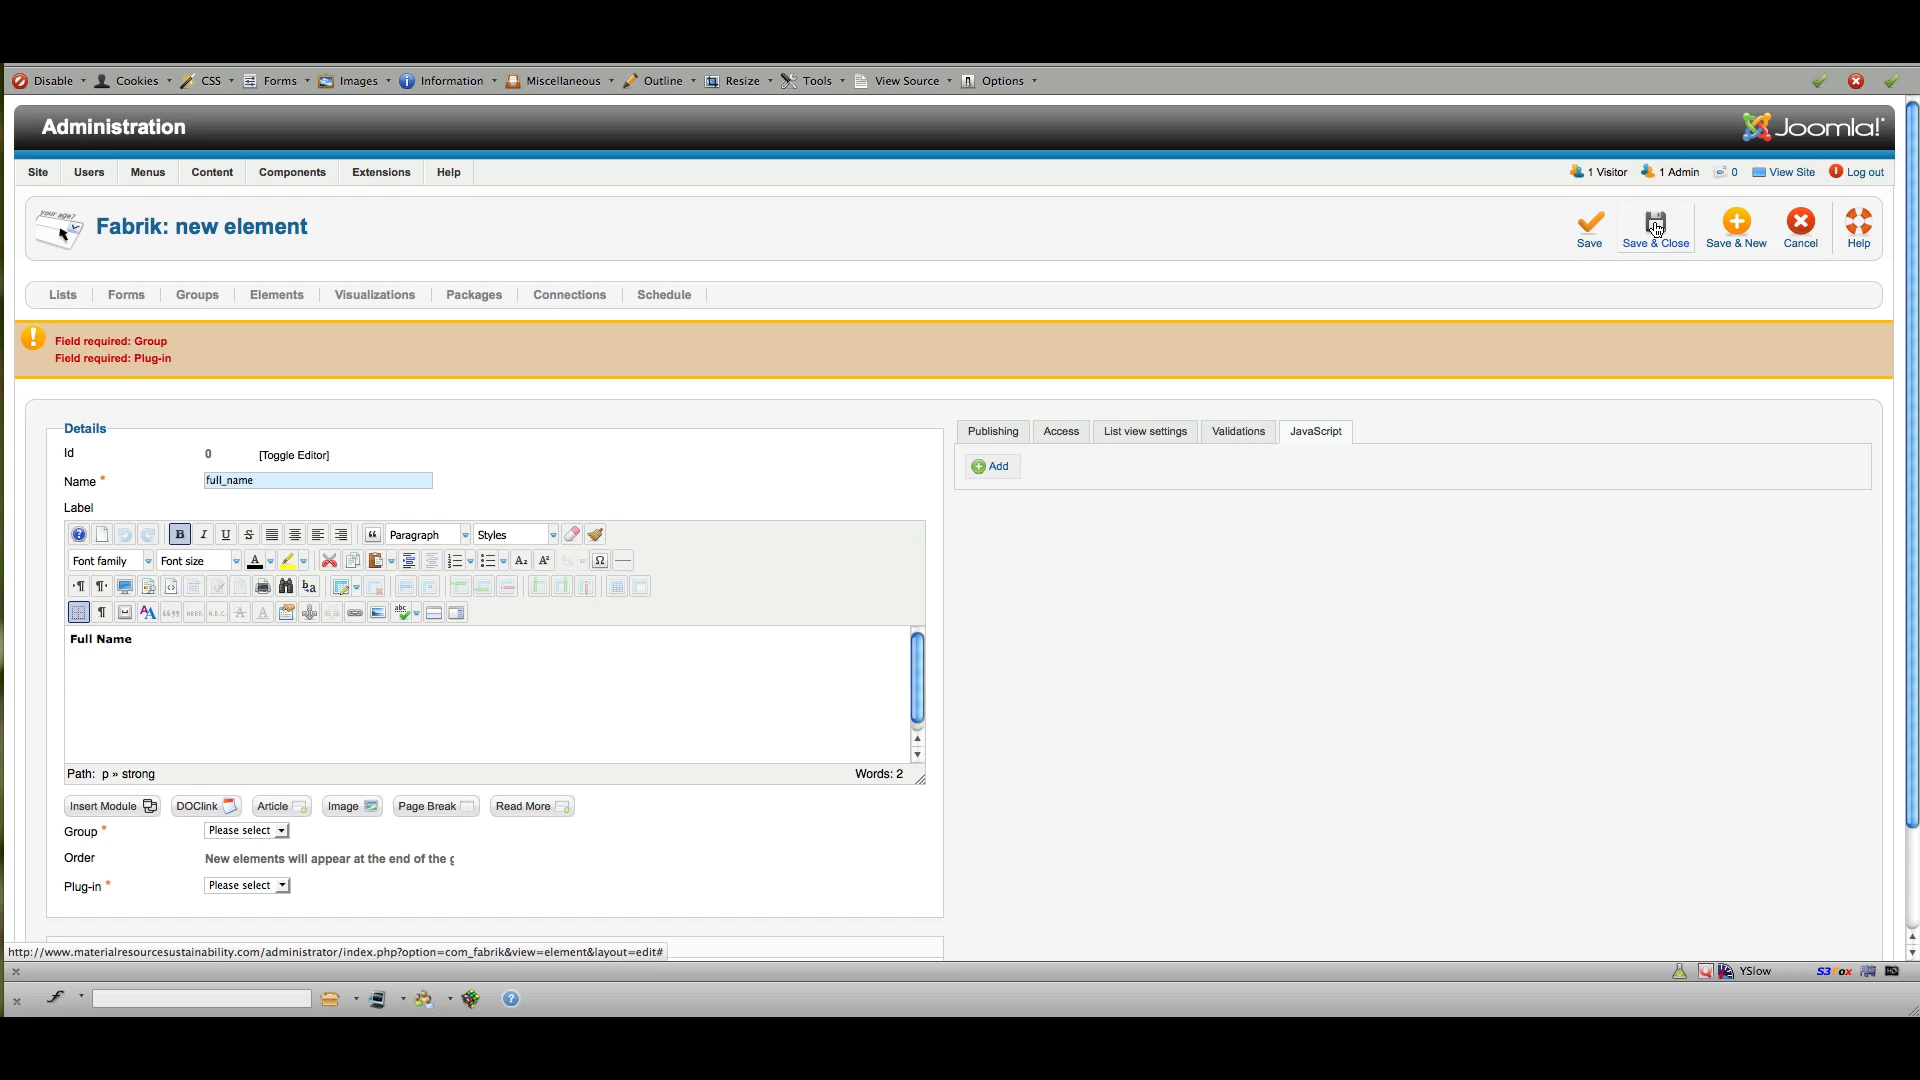 Disable Cookies CSS Forms Images Information Miscellaneous Outline Resize Tools View Source Options
Administration
Joomla!
Site Users Menus Content Components Extensions Help
1 Visitor 1 Admin 0 View Site Log out
your age?
Fabrik: new element
Save Save & Close Save & New Cancel Help
Lists Forms Groups Elements Visualizations Packages Connections Schedule
Field required: Group
Field required: Plug-in
Details
Publishing Access List view settings Validations JavaScript
Id 0 [Toggle Editor]
Add
Name * full_name
Label
Paragraph Styles
Font family Font size
Full Name
Path: p » strong Words: 2
Insert Module DOClink Article Image Page Break Read More
Group * Please select
Order New elements will appear at the end of the
Plug-in * Please select
http://www.materialresourcesustainability.com/administrator/index.php?option=com_fabrik&view=element&layout=edit#
YSlow S3Fox